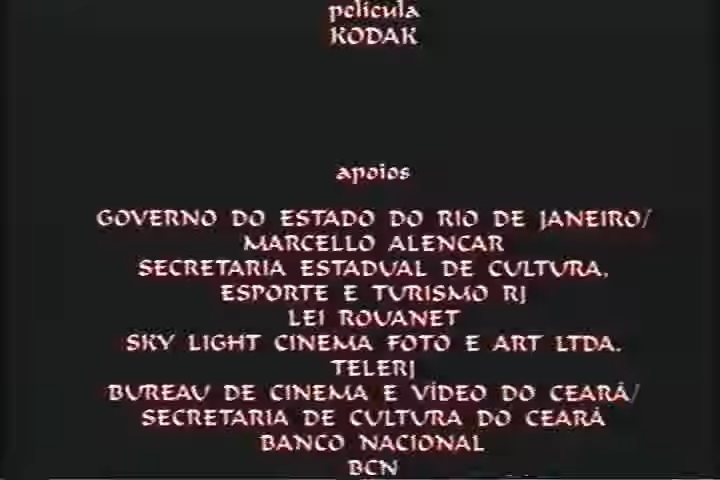 película
KODAK
apoios
GOVERNO DO ESTADO DO RIO DE JANEIRO/
MARCELLO ALENCAR
SECRETARIA ESTADUAL DE CULTURA,
ESPORTE E TURISMO RJ
LEI ROUANET
SKY LIGHT CINEMA FOTO E ART LTDA.
TELERJ
BUREAU DE CINEMA E VÍDEO DO CEARÁ/
SECRETARIA DE CULTURA DO CEARÁ
BANCO NACIONAL
BCN